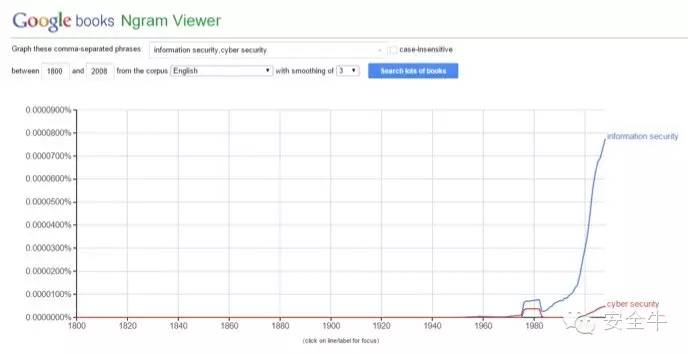 Google books Ngram Viewer
Graph these comma-separated phrases: information security,cyber security case-insensitive
between 1800 and 2008 from the corpus English with smoothing of 3 Search lots of books
0.0000900%
0.0000800%
0.0000700%
0.0000600%
0.0000500%
0.0000400%
0.0000300%
0.0000200%
0.0000100%
0.0000000%
information security
cyber security
1800 1820 1840 1860 1880 1900 1920 1940 1960 1980
(click on line/label for focus)
安全牛